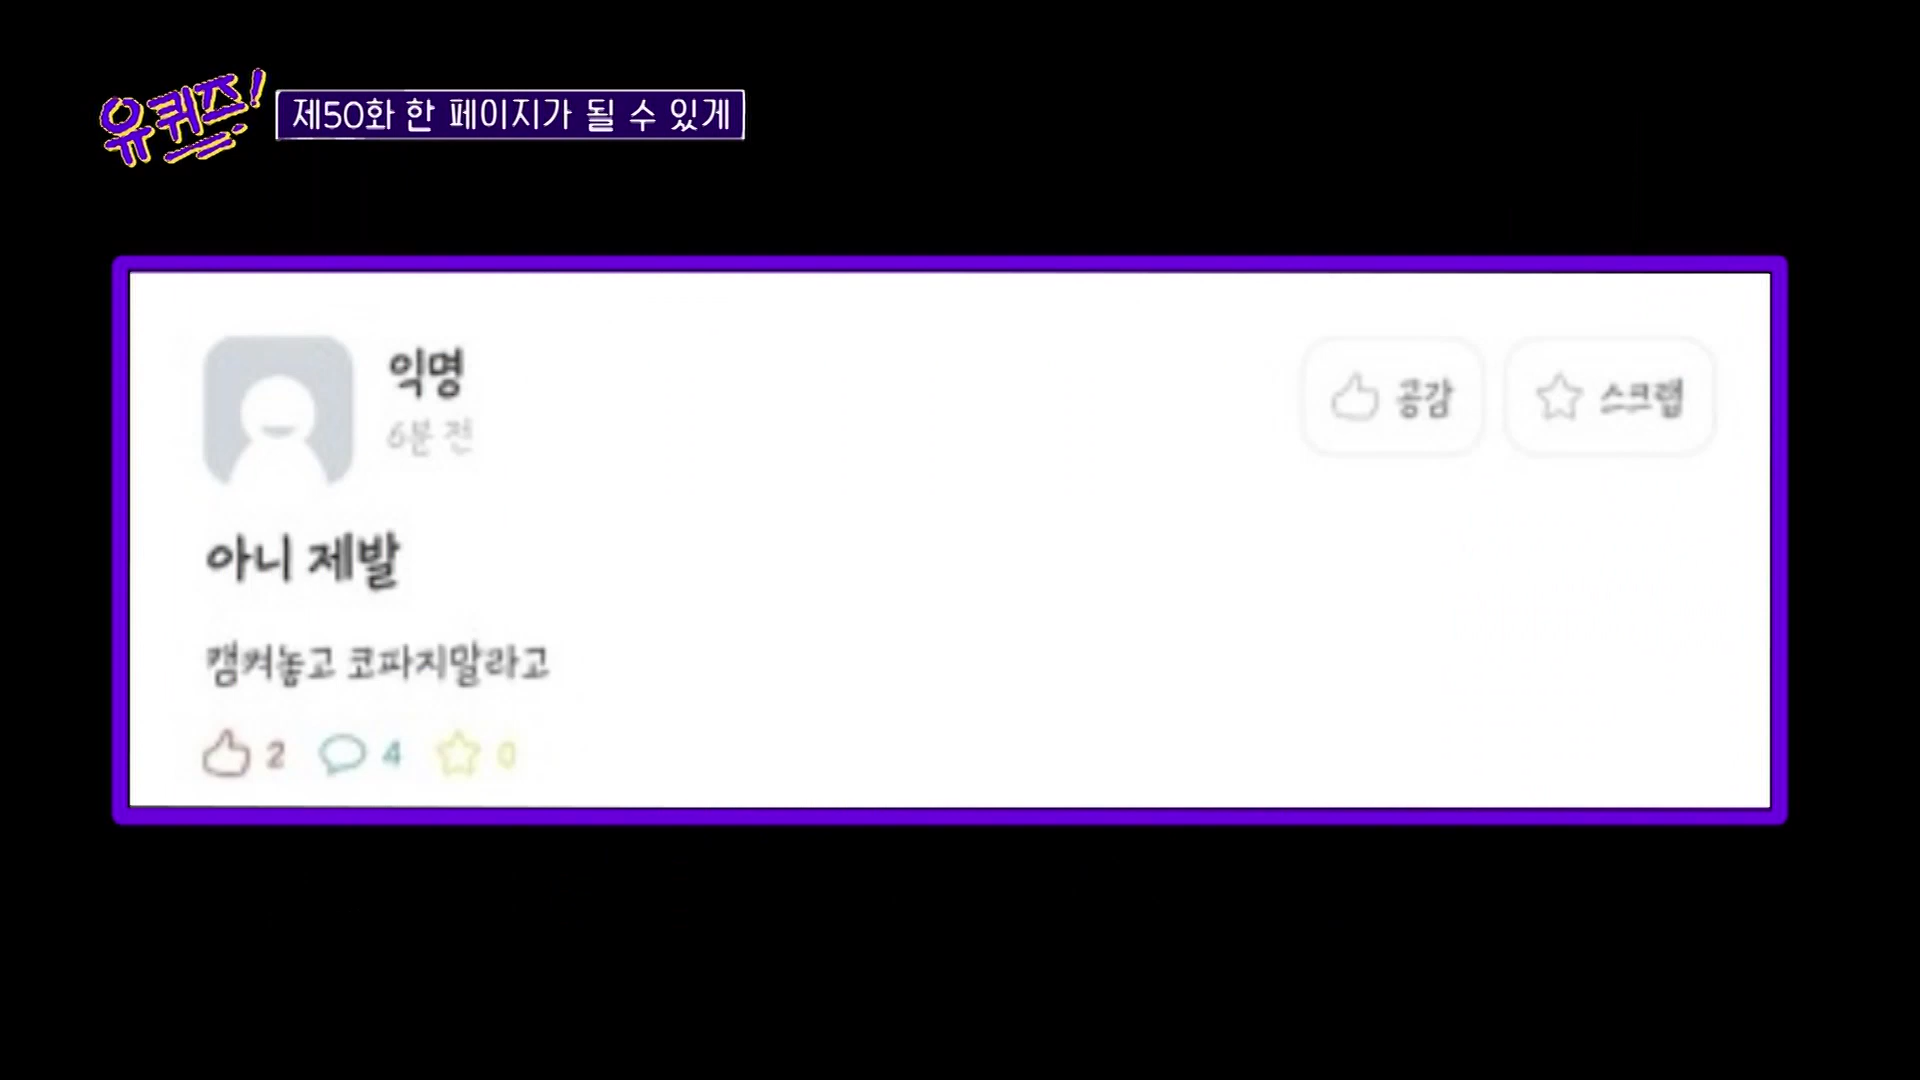 유퀴즈!
제50화 한 페이지가 될 수 있게
익명
6분 전
공감
스크랩
아니 제발
캠켜놓고 코파지말라고
2 4 0